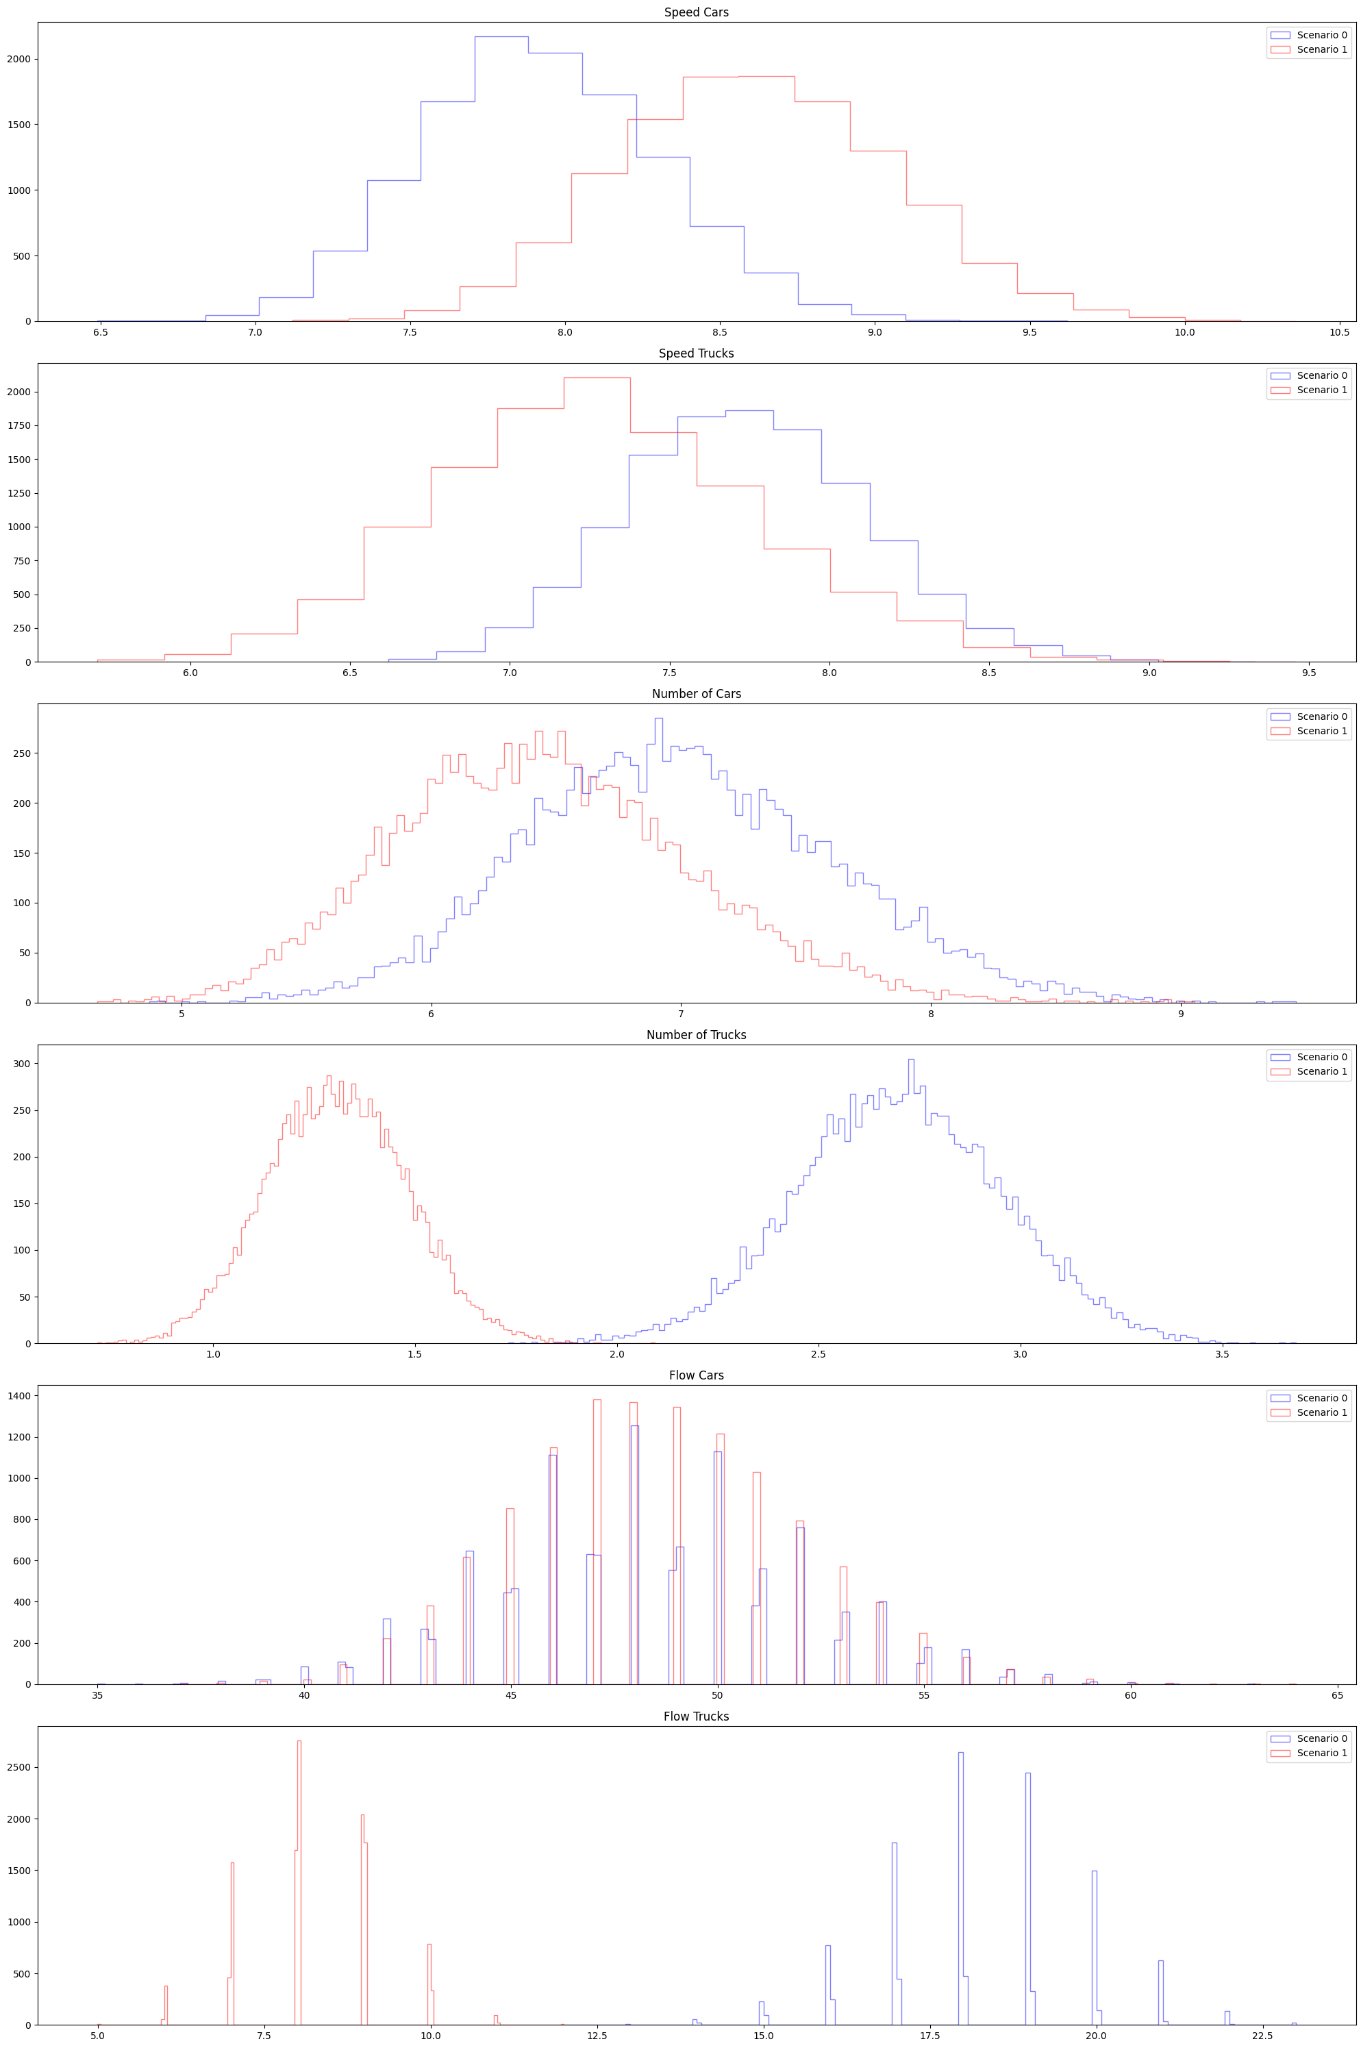 Speed Cars
Scenario 0
Scenario 1
2000
1500
1000
500
0
6.5 7.0 7.5 8.0 8.5 9.0 9.5 10.0 10.5
Speed Trucks
Scenario 0
Scenario 1
2000
1750
1500
1250
1000
750
500
250
0
6.0 6.5 7.0 7.5 8.0 8.5 9.0 9.5
Number of Cars
Scenario 0
Scenario 1
250
200
150
100
50
0
5 6 7 8 9
Number of Trucks
Scenario 0
Scenario 1
300
250
200
150
100
50
0
1.0 1.5 2.0 2.5 3.0 3.5
Flow Cars
Scenario 0
Scenario 1
1400
1200
1000
800
600
400
200
0
35 40 45 50 55 60 65
Flow Trucks
Scenario 0
Scenario 1
2500
2000
1500
1000
500
0
5.0 7.5 10.0 12.5 15.0 17.5 20.0 22.5